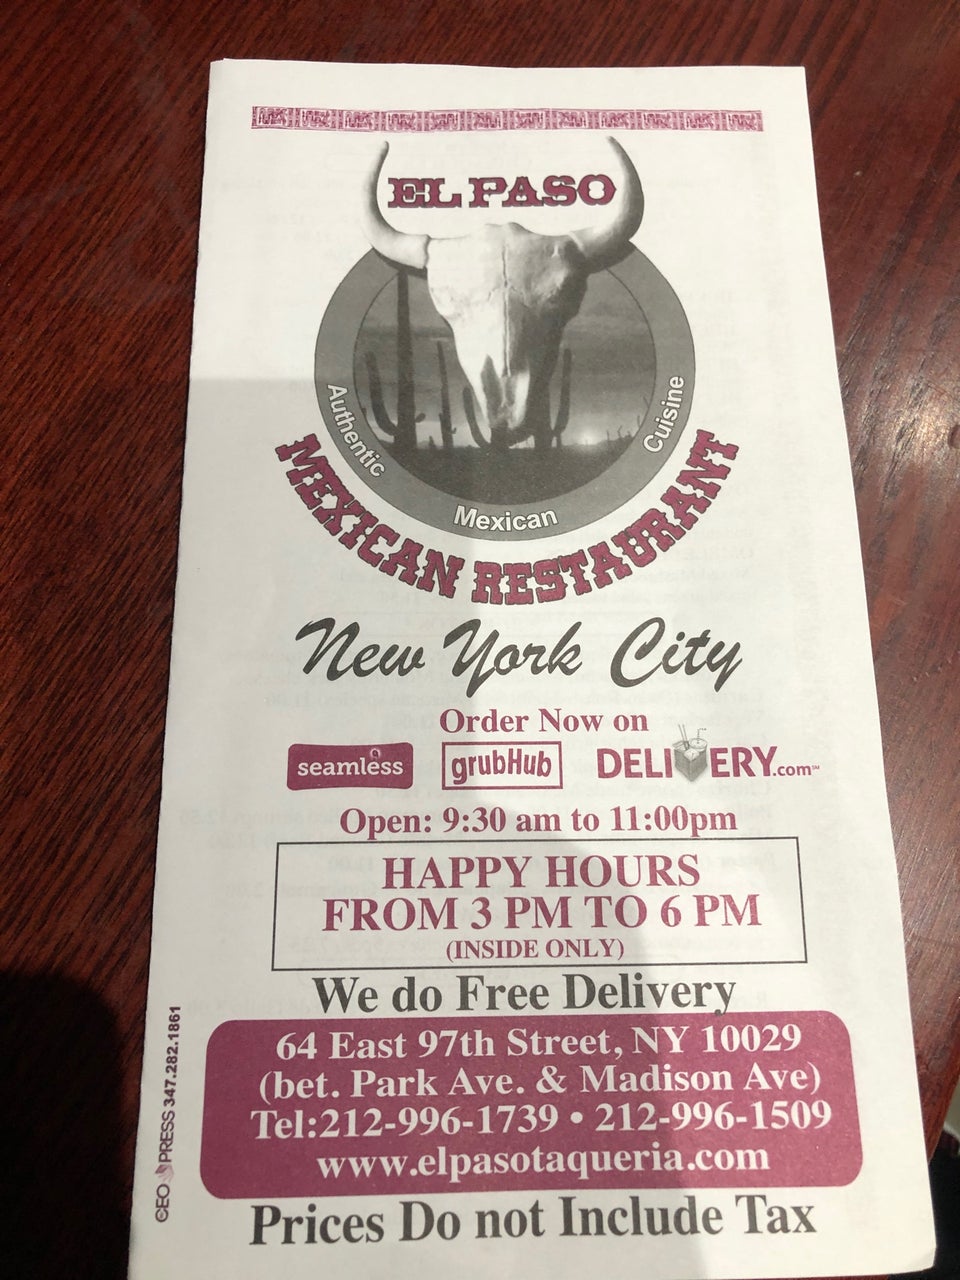 EL PASO
Authentic
Mexican
Cuisine
MEXICAN RESTAURANT
New York City
Order Now on
seamless
grubHub
DELIVERY.com℠
Open: 9:30 am to 11:00pm
HAPPY HOURS
FROM 3 PM TO 6 PM
(INSIDE ONLY)
We do Free Delivery
64 East 97th Street, NY 10029
(bet. Park Ave. & Madison Ave)
Tel:212-996-1739 • 212-996-1509
www.elpasotaqueria.com
Prices Do not Include Tax
CEO PRESS 347.282.1861